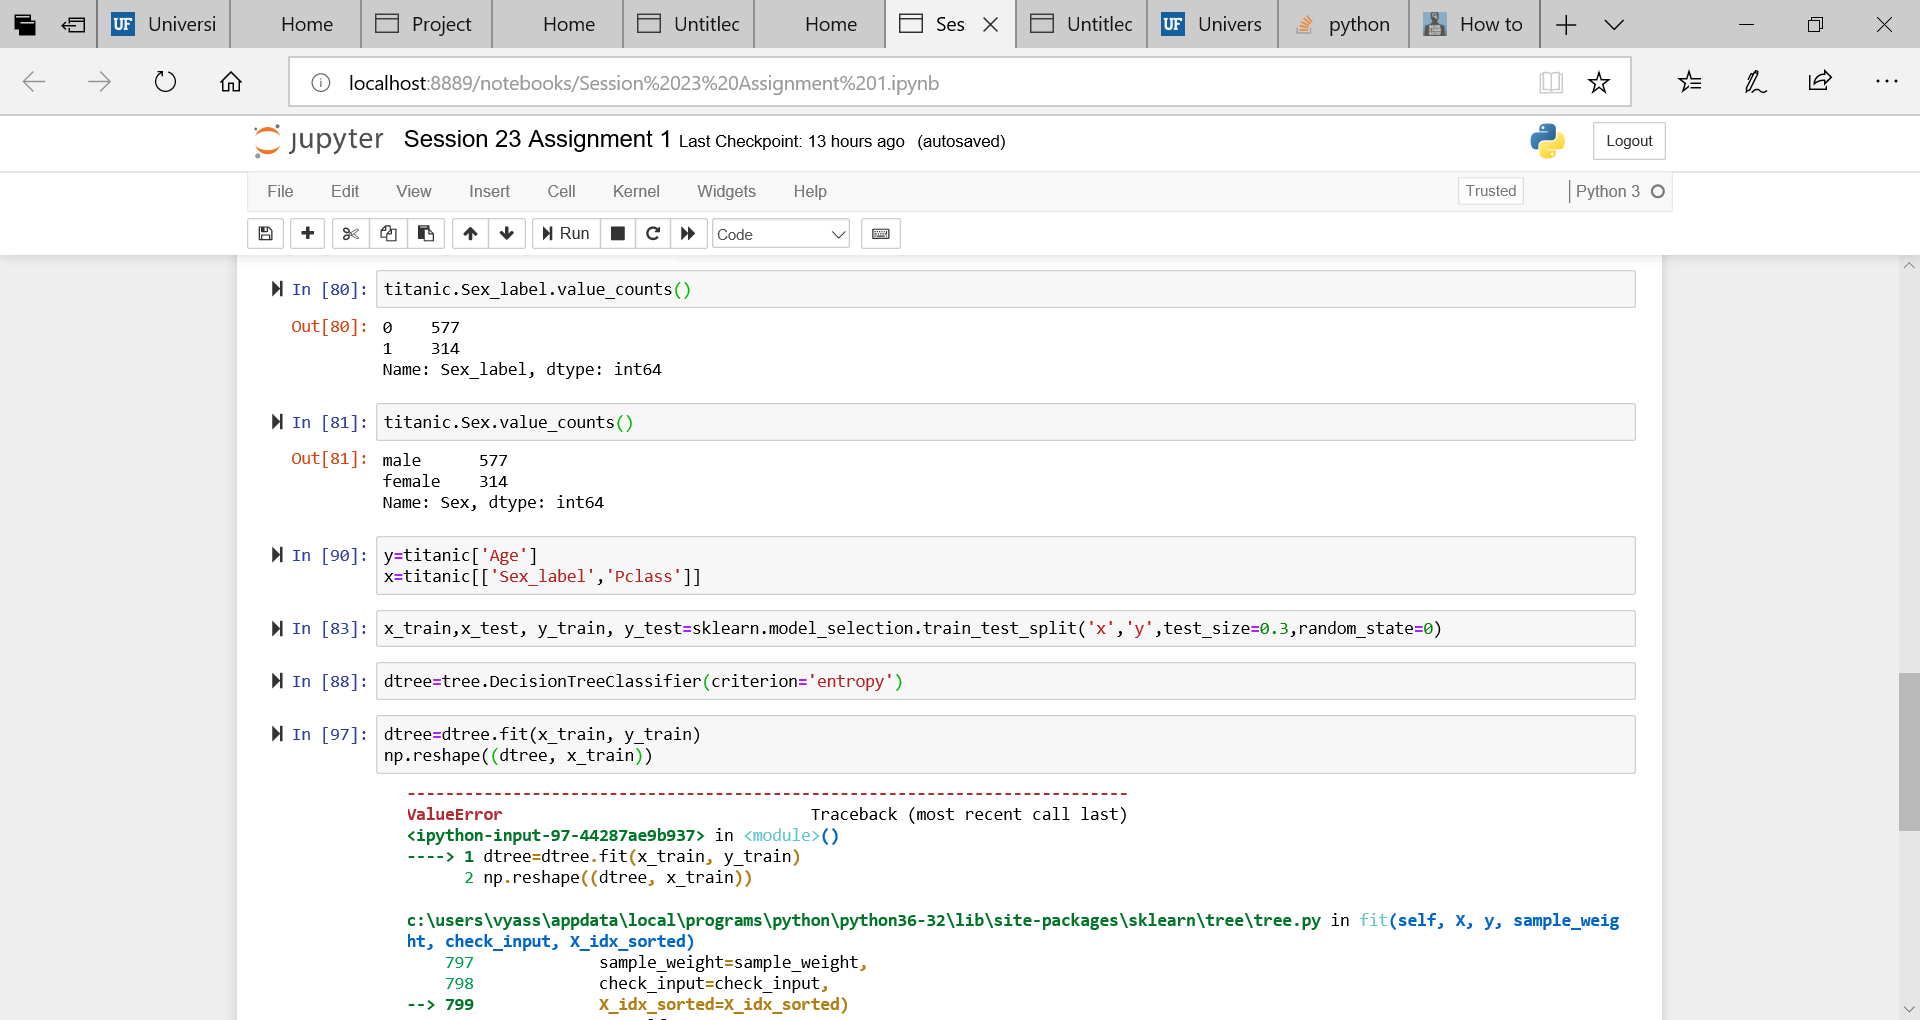 UF Universi
Home
Project
Home
Untitlec
Home
Ses
Untitlec
UF Univers
python
How to
localhost:8889/notebooks/Session%2023%20Assignment%201.ipynb
jupyter Session 23 Assignment 1 Last Checkpoint: 13 hours ago (autosaved)
Logout
File Edit View Insert Cell Kernel Widgets Help
Trusted
Python 3
Run
Code
In [80]: titanic.Sex_label.value_counts()
Out[80]: 0    577
1    314
Name: Sex_label, dtype: int64
In [81]: titanic.Sex.value_counts()
Out[81]: male      577
female    314
Name: Sex, dtype: int64
In [90]: y=titanic['Age']
x=titanic[['Sex_label','Pclass']]
In [83]: x_train,x_test, y_train, y_test=sklearn.model_selection.train_test_split('x','y',test_size=0.3,random_state=0)
In [88]: dtree=tree.DecisionTreeClassifier(criterion='entropy')
In [97]: dtree=dtree.fit(x_train, y_train)
np.reshape((dtree, x_train))
---------------------------------------------------------------------------
ValueError                                Traceback (most recent call last)
<ipython-input-97-44287ae9b937> in <module>()
----> 1 dtree=dtree.fit(x_train, y_train)
      2 np.reshape((dtree, x_train))
c:\users\vyass\appdata\local\programs\python\python36-32\lib\site-packages\sklearn\tree\tree.py in fit(self, X, y, sample_weig
ht, check_input, X_idx_sorted)
    797             sample_weight=sample_weight,
    798             check_input=check_input,
--> 799             X_idx_sorted=X_idx_sorted)